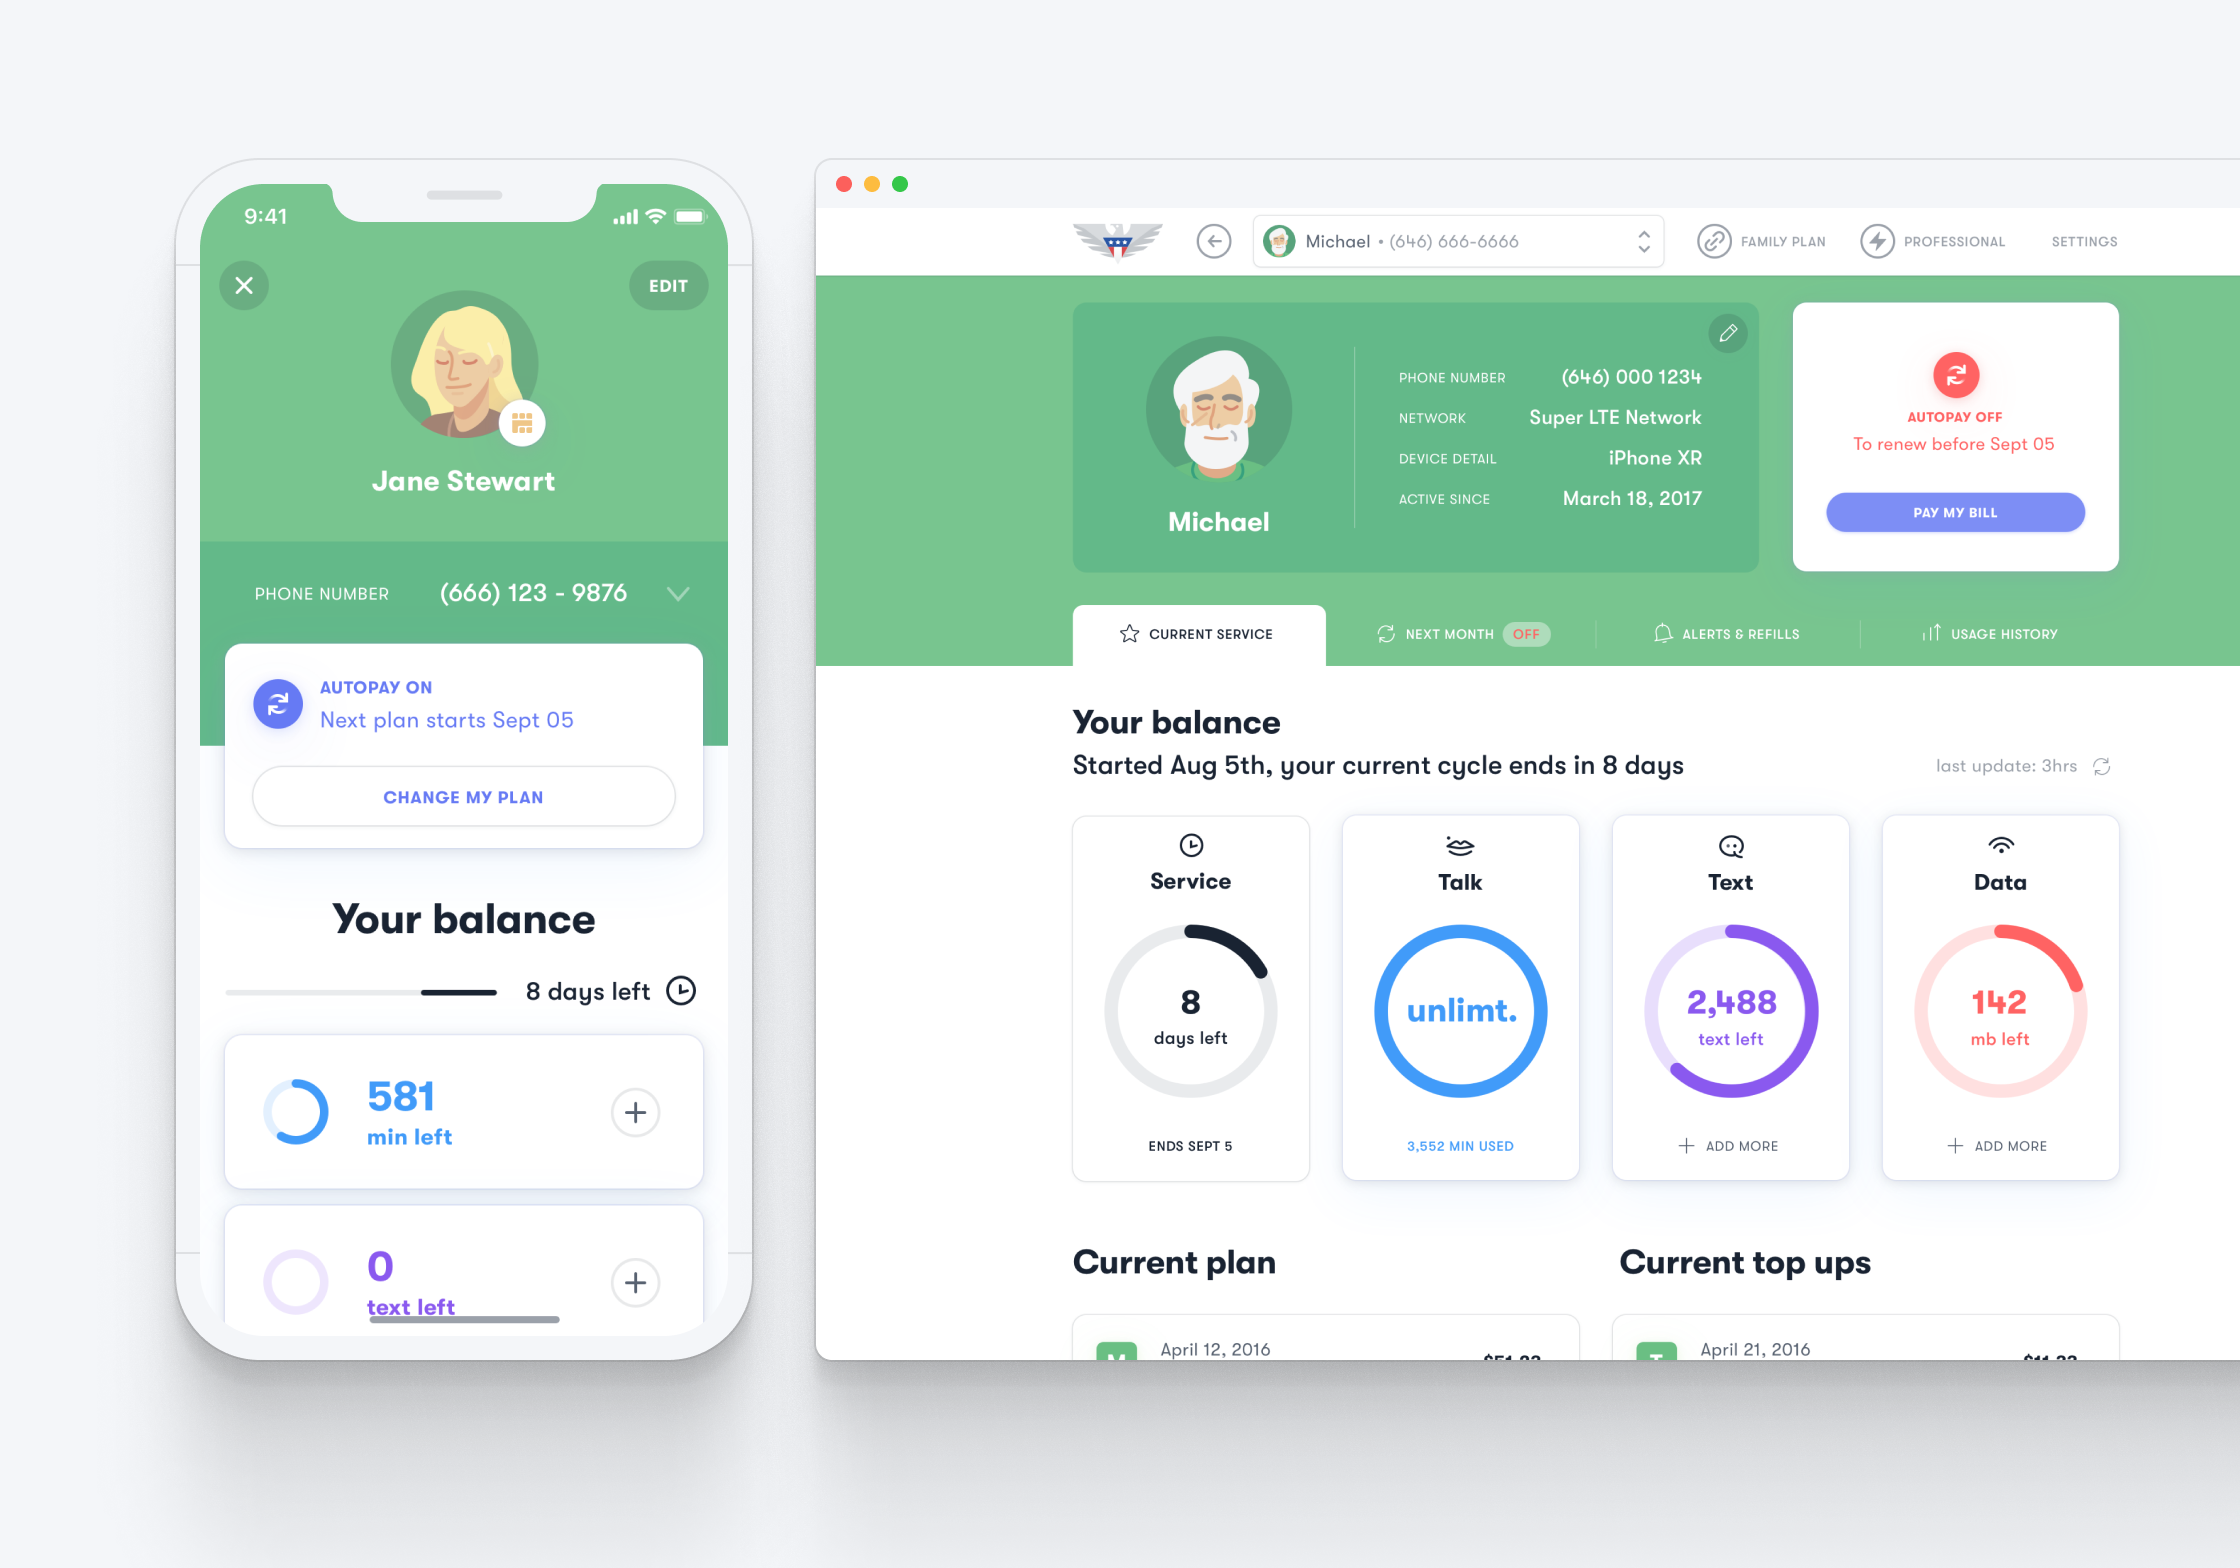 9:41
EDIT
Jane Stewart
PHONE NUMBER (666) 123 - 9876
AUTOPAY ON
Next plan starts Sept 05
CHANGE MY PLAN
Your balance
8 days left
581
min left
0
text left
Michael • (646) 666-6666
FAMILY PLAN
PROFESSIONAL
SETTINGS
Michael
PHONE NUMBER (646) 000 1234
NETWORK Super LTE Network
DEVICE DETAIL iPhone XR
ACTIVE SINCE March 18, 2017
AUTOPAY OFF
To renew before Sept 05
PAY MY BILL
CURRENT SERVICE
NEXT MONTH OFF
ALERTS & REFILLS
USAGE HISTORY
Your balance
Started Aug 5th, your current cycle ends in 8 days
last update: 3hrs
Service
8
days left
ENDS SEPT 5
Talk
unlimt.
3,552 MIN USED
Text
2,488
text left
ADD MORE
Data
142
mb left
ADD MORE
Current plan
April 12, 2016
Current top ups
April 21, 2016